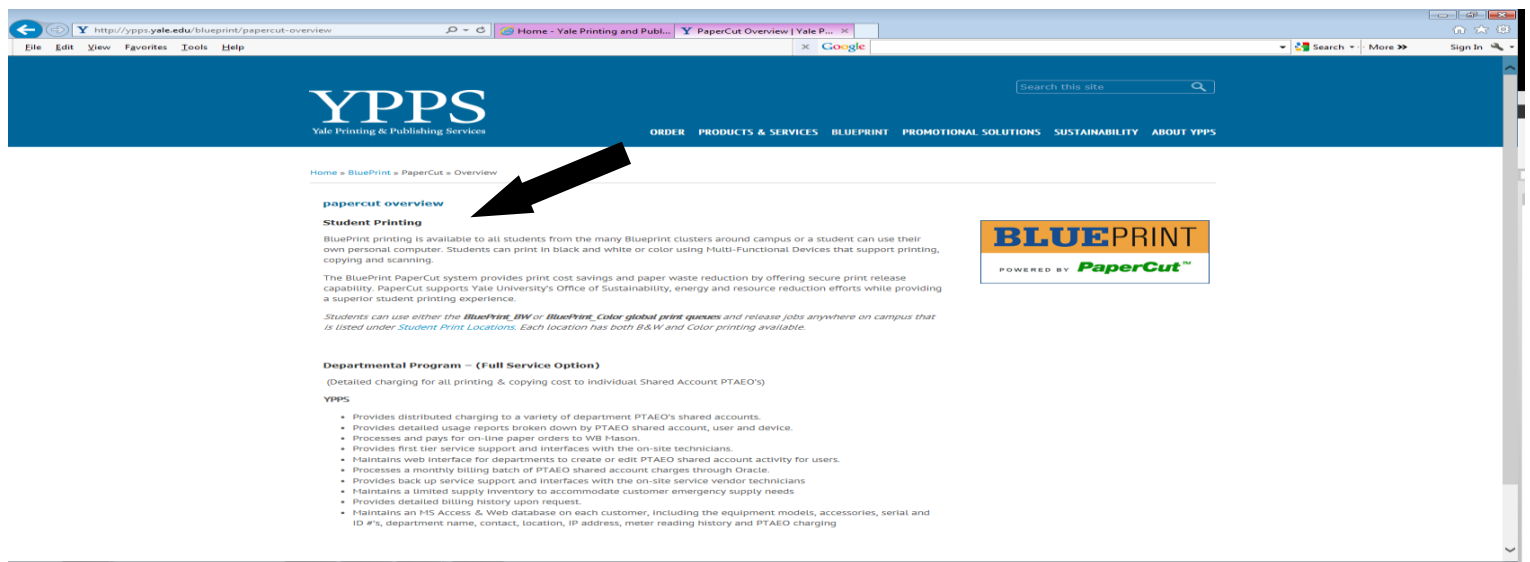 http://ypps.yale.edu/blueprint/papercut-overview
Home - Yale Printing and Publ...
PaperCut Overview | Yale P...
File Edit View Favorites Tools Help
Google
Search
More
Sign In
YPPS
Yale Printing & Publishing Services
Search this site
ORDER PRODUCTS & SERVICES BLUEPRINT PROMOTIONAL SOLUTIONS SUSTAINABILITY ABOUT YPPS
Home » BluePrint » PaperCut » Overview
papercut overview
Student Printing
BluePrint printing is available to all students from the many Blueprint clusters around campus or a student can use their
own personal computer. Students can print in black and white or color using Multi-Functional Devices that support printing,
copying and scanning.
The BluePrint PaperCut system provides print cost savings and paper waste reduction by offering secure print release
capability. PaperCut supports Yale University's Office of Sustainability, energy and resource reduction efforts while providing
a superior student printing experience.
Students can use either the BluePrint_BW or BluePrint_Color global print queues and release jobs anywhere on campus that
is listed under Student Print Locations. Each location has both B&W and Color printing available.
BLUEPRINT
POWERED BY PaperCut™
Departmental Program – (Full Service Option)
(Detailed charging for all printing & copying cost to individual Shared Account PTAEO's)
YPPS
• Provides distributed charging to a variety of department PTAEO's shared accounts.
• Provides detailed usage reports broken down by PTAEO shared account, user and device.
• Processes and pays for on-line paper orders to WB Mason.
• Provides first tier service support and interfaces with the on-site technicians.
• Maintains web interface for departments to create or edit PTAEO shared account activity for users.
• Processes a monthly billing batch of PTAEO shared account charges through Oracle.
• Provides back up service support and interfaces with the on-site service vendor technicians
• Maintains a limited supply inventory to accommodate customer emergency supply needs
• Provides detailed billing history upon request.
• Maintains an MS Access & Web database on each customer, including the equipment models, accessories, serial and
ID #'s, department name, contact, location, IP address, meter reading history and PTAEO charging